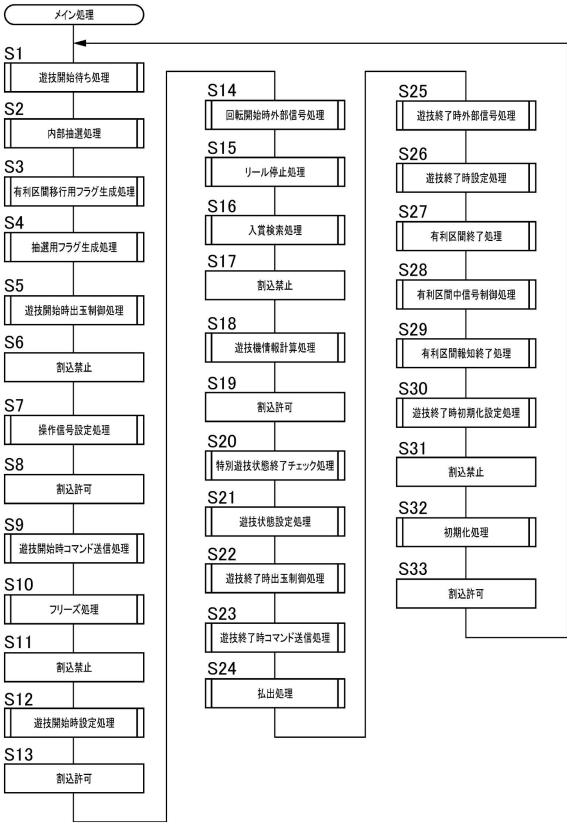 メイン処理
S1
遊技開始待ち処理
S2
内部抽選処理
S3
有利区間移行用フラグ生成処理
S4
抽選用フラグ生成処理
S5
遊技開始時出玉制御処理
S6
割込禁止
S7
操作信号設定処理
S8
割込許可
S9
遊技開始時コマンド送信処理
S10
フリーズ処理
S11
割込禁止
S12
遊技開始時設定処理
S13
割込許可
S14
回転開始時外部信号処理
S15
リール停止処理
S16
入賞検索処理
S17
割込禁止
S18
遊技機情報計算処理
S19
割込許可
S20
特別遊技状態終了チェック処理
S21
遊技状態設定処理
S22
遊技終了時出玉制御処理
S23
遊技終了時コマンド送信処理
S24
払出処理
S25
遊技終了時外部信号処理
S26
遊技終了時設定処理
S27
有利区間終了処理
S28
有利区間中信号制御処理
S29
有利区間報知終了処理
S30
遊技終了時初期化設定処理
S31
割込禁止
S32
初期化処理
S33
割込許可